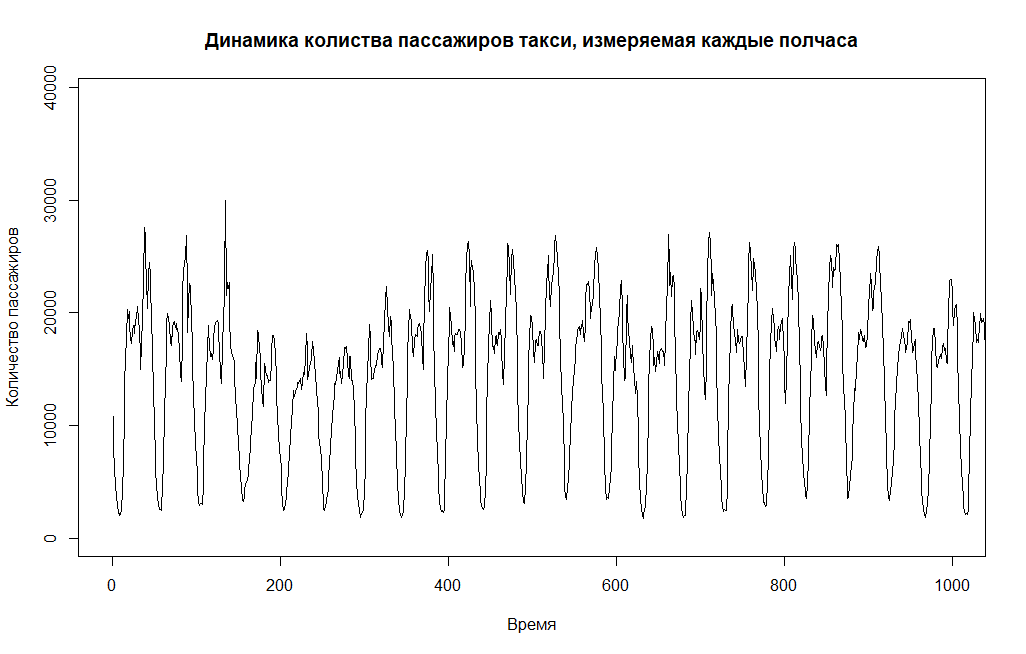 Динамика колиства пассажиров такси, измеряемая каждые полчаса
Количество пассажиров
40000
30000
20000
10000
0
0 200 400 600 800 1000
Время